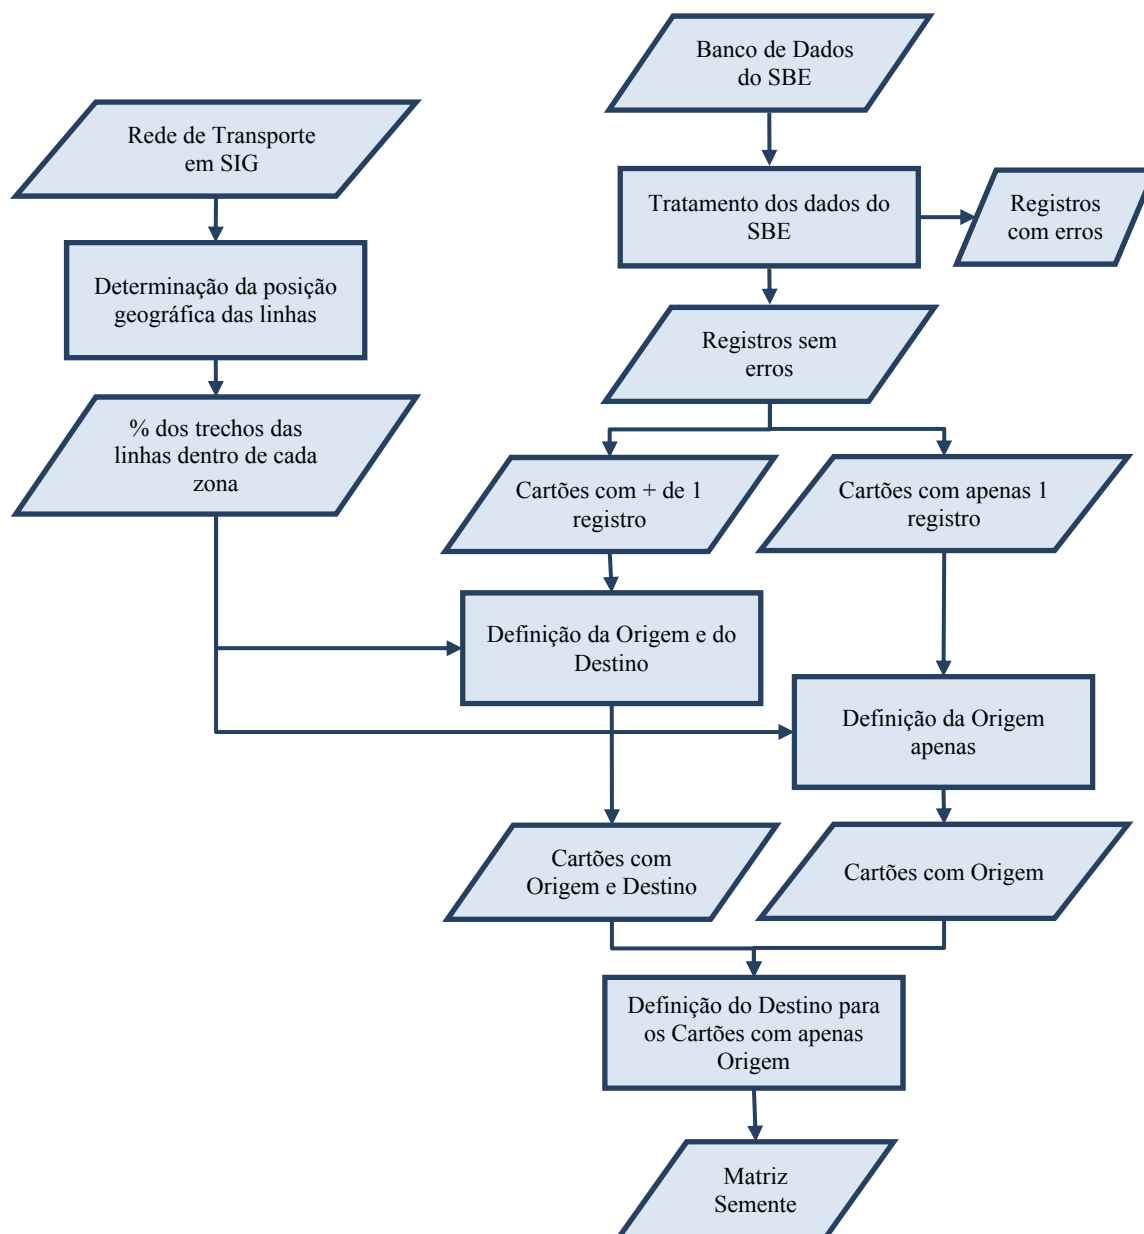 Banco de Dados
do SBE
Rede de Transporte
em SIG
Tratamento dos dados do
SBE
Registros
com erros
Determinação da posição
geográfica das linhas
Registros sem
erros
% dos trechos das
linhas dentro de cada
zona
Cartões com + de 1
registro
Cartões com apenas 1
registro
Definição da Origem e do
Destino
Definição da Origem
apenas
Cartões com
Origem e Destino
Cartões com Origem
Definição do Destino para
os Cartões com apenas
Origem
Matriz
Semente